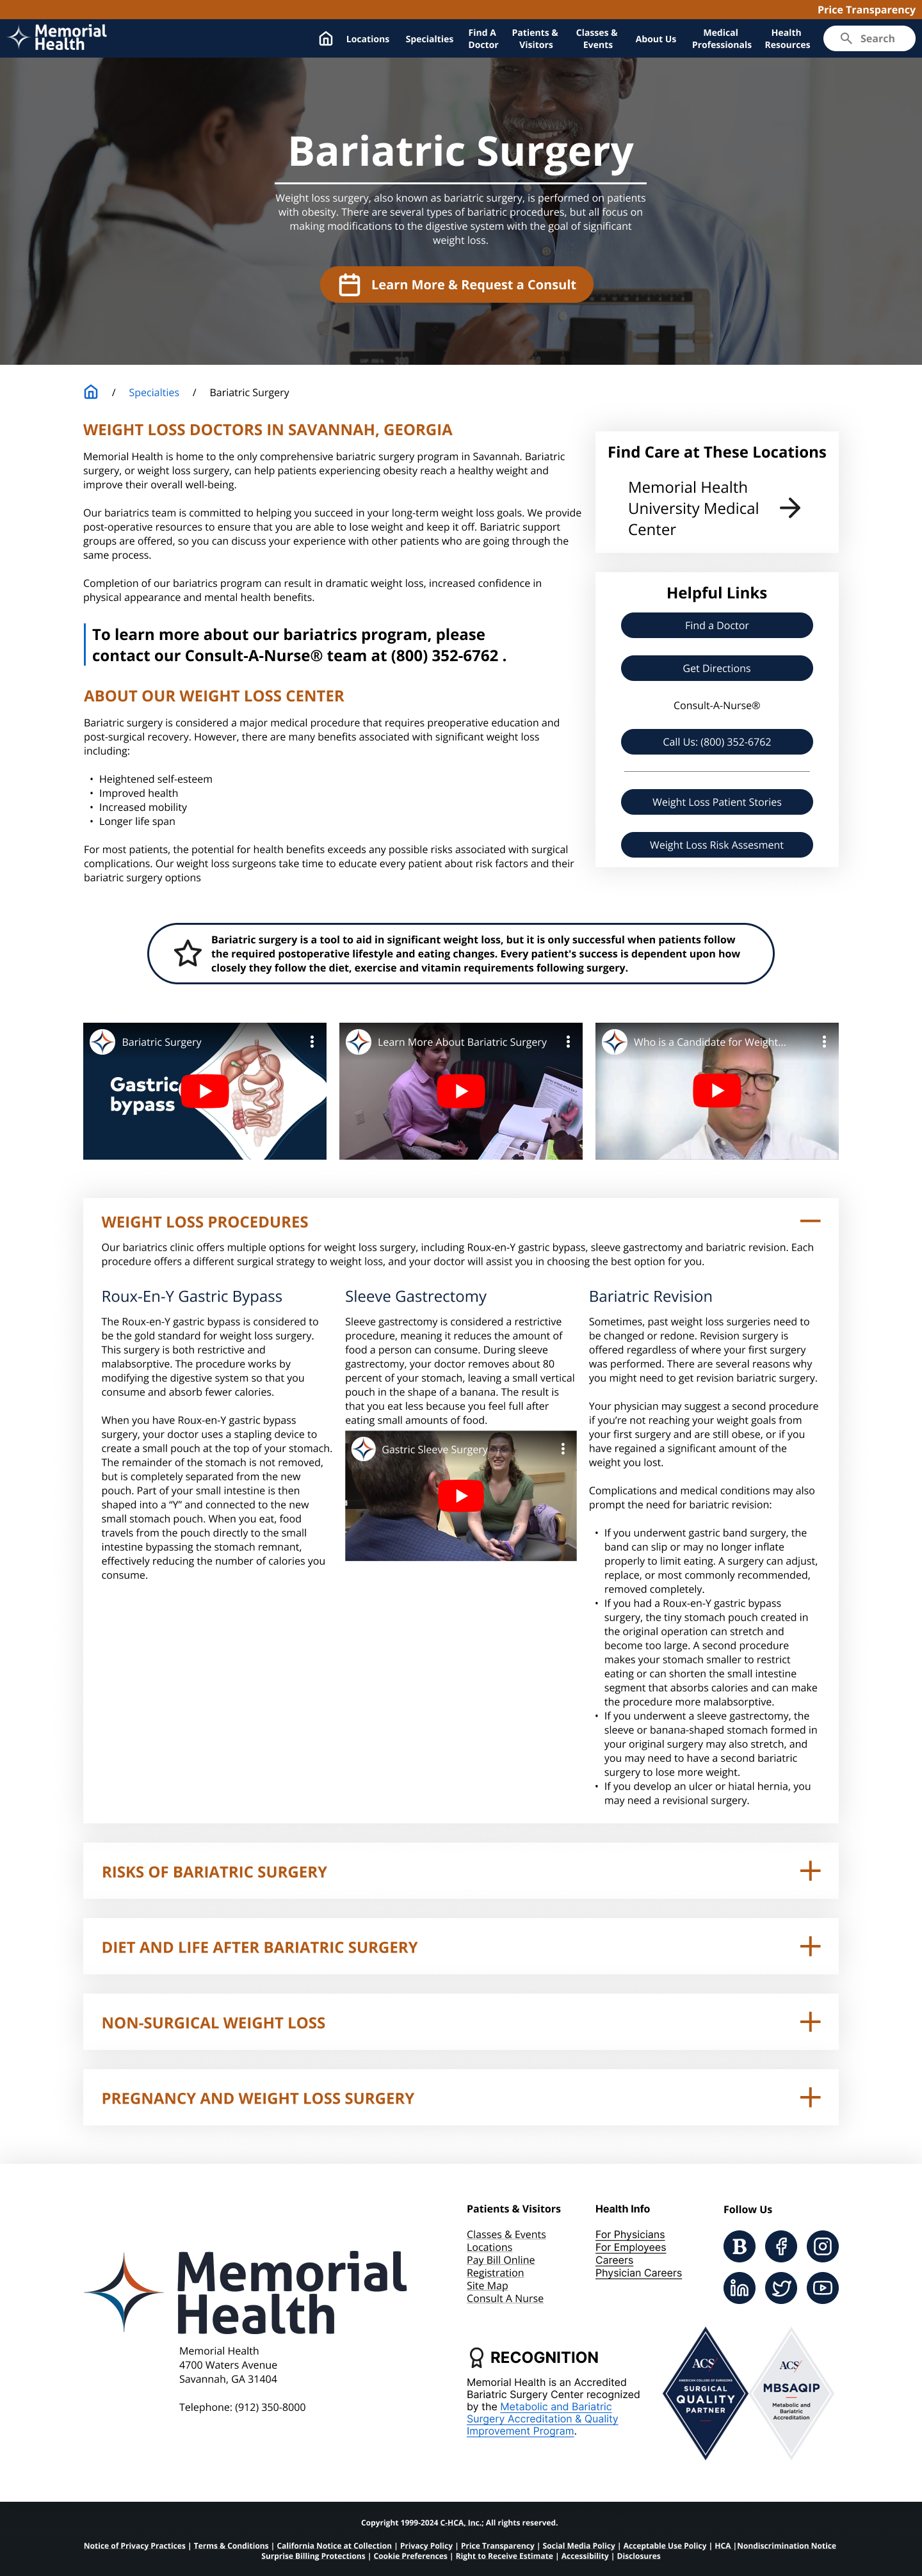 Price Transparency
Memorial
Health
Locations
Specialties
Find A
Doctor
Patients &
Visitors
Classes &
Events
About Us
Medical
Professionals
Health
Resources
Search
Bariatric Surgery
Weight loss surgery, also known as bariatric surgery, is performed on patients
with obesity. There are several types of bariatric procedures, but all focus on
making modifications to the digestive system with the goal of significant
weight loss.
Learn More & Request a Consult
/ Specialties / Bariatric Surgery
WEIGHT LOSS DOCTORS IN SAVANNAH, GEORGIA
Memorial Health is home to the only comprehensive bariatric surgery program in Savannah. Bariatric
surgery, or weight loss surgery, can help patients experiencing obesity reach a healthy weight and
improve their overall well-being.
Our bariatrics team is committed to helping you succeed in your long-term weight loss goals. We provide
post-operative resources to ensure that you are able to lose weight and keep it off. Bariatric support
groups are offered, so you can discuss your experience with other patients who are going through the
same process.
Completion of our bariatrics program can result in dramatic weight loss, increased confidence in
physical appearance and mental health benefits.
To learn more about our bariatrics program, please
contact our Consult-A-Nurse® team at (800) 352-6762 .
ABOUT OUR WEIGHT LOSS CENTER
Bariatric surgery is considered a major medical procedure that requires preoperative education and
post-surgical recovery. However, there are many benefits associated with significant weight loss
including:
• Heightened self-esteem
• Improved health
• Increased mobility
• Longer life span
For most patients, the potential for health benefits exceeds any possible risks associated with surgical
complications. Our weight loss surgeons take time to educate every patient about risk factors and their
bariatric surgery options
Find Care at These Locations
Memorial Health
University Medical
Center
Helpful Links
Find a Doctor
Get Directions
Consult-A-Nurse®
Call Us: (800) 352-6762
Weight Loss Patient Stories
Weight Loss Risk Assesment
Bariatric surgery is a tool to aid in significant weight loss, but it is only successful when patients follow
the required postoperative lifestyle and eating changes. Every patient's success is dependent upon how
closely they follow the diet, exercise and vitamin requirements following surgery.
Bariatric Surgery
Gastric
bypass
Learn More About Bariatric Surgery
Who is a Candidate for Weight...
WEIGHT LOSS PROCEDURES
Our bariatrics clinic offers multiple options for weight loss surgery, including Roux-en-Y gastric bypass, sleeve gastrectomy and bariatric revision. Each
procedure offers a different surgical strategy to weight loss, and your doctor will assist you in choosing the best option for you.
Roux-En-Y Gastric Bypass
The Roux-en-Y gastric bypass is considered to
be the gold standard for weight loss surgery.
This surgery is both restrictive and
malabsorptive. The procedure works by
modifying the digestive system so that you
consume and absorb fewer calories.
When you have Roux-en-Y gastric bypass
surgery, your doctor uses a stapling device to
create a small pouch at the top of your stomach.
The remainder of the stomach is not removed,
but is completely separated from the new
pouch. Part of your small intestine is then
shaped into a “Y” and connected to the new
small stomach pouch. When you eat, food
travels from the pouch directly to the small
intestine bypassing the stomach remnant,
effectively reducing the number of calories you
consume.
Sleeve Gastrectomy
Sleeve gastrectomy is considered a restrictive
procedure, meaning it reduces the amount of
food a person can consume. During sleeve
gastrectomy, your doctor removes about 80
percent of your stomach, leaving a small vertical
pouch in the shape of a banana. The result is
that you eat less because you feel full after
eating small amounts of food.
Gastric Sleeve Surgery
Bariatric Revision
Sometimes, past weight loss surgeries need to
be changed or redone. Revision surgery is
offered regardless of where your first surgery
was performed. There are several reasons why
you might need to get revision bariatric surgery.
Your physician may suggest a second procedure
if you’re not reaching your weight goals from
your first surgery and are still obese, or if you
have regained a significant amount of the
weight you lost.
Complications and medical conditions may also
prompt the need for bariatric revision:
• If you underwent gastric band surgery, the
band can slip or may no longer inflate
properly to limit eating. A surgery can adjust,
replace, or most commonly recommended,
removed completely.
• If you had a Roux-en-Y gastric bypass
surgery, the tiny stomach pouch created in
the original operation can stretch and
become too large. A second procedure
makes your stomach smaller to restrict
eating or can shorten the small intestine
segment that absorbs calories and can make
the procedure more malabsorptive.
• If you underwent a sleeve gastrectomy, the
sleeve or banana-shaped stomach formed in
your original surgery may also stretch, and
you may need to have a second bariatric
surgery to lose more weight.
• If you develop an ulcer or hiatal hernia, you
may need a revisional surgery.
RISKS OF BARIATRIC SURGERY
DIET AND LIFE AFTER BARIATRIC SURGERY
NON-SURGICAL WEIGHT LOSS
PREGNANCY AND WEIGHT LOSS SURGERY
Memorial
Health
Memorial Health
4700 Waters Avenue
Savannah, GA 31404
Telephone: (912) 350-8000
Patients & Visitors
Classes & Events
Locations
Pay Bill Online
Registration
Site Map
Consult A Nurse
Health Info
For Physicians
For Employees
Careers
Physician Careers
Follow Us
RECOGNITION
Memorial Health is an Accredited
Bariatric Surgery Center recognized
by the Metabolic and Bariatric
Surgery Accreditation & Quality
Improvement Program.
ACS
AMERICAN COLLEGE OF SURGEONS
SURGICAL
QUALITY
PARTNER
ACS
MBSAQIP
Metabolic and
Bariatric
Accreditation
Copyright 1999-2024 C-HCA, Inc.; All rights reserved.
Notice of Privacy Practices | Terms & Conditions | California Notice at Collection | Privacy Policy | Price Transparency | Social Media Policy | Acceptable Use Policy | HCA |Nondiscrimination Notice
Surprise Billing Protections | Cookie Preferences | Right to Receive Estimate | Accessibility | Disclosures